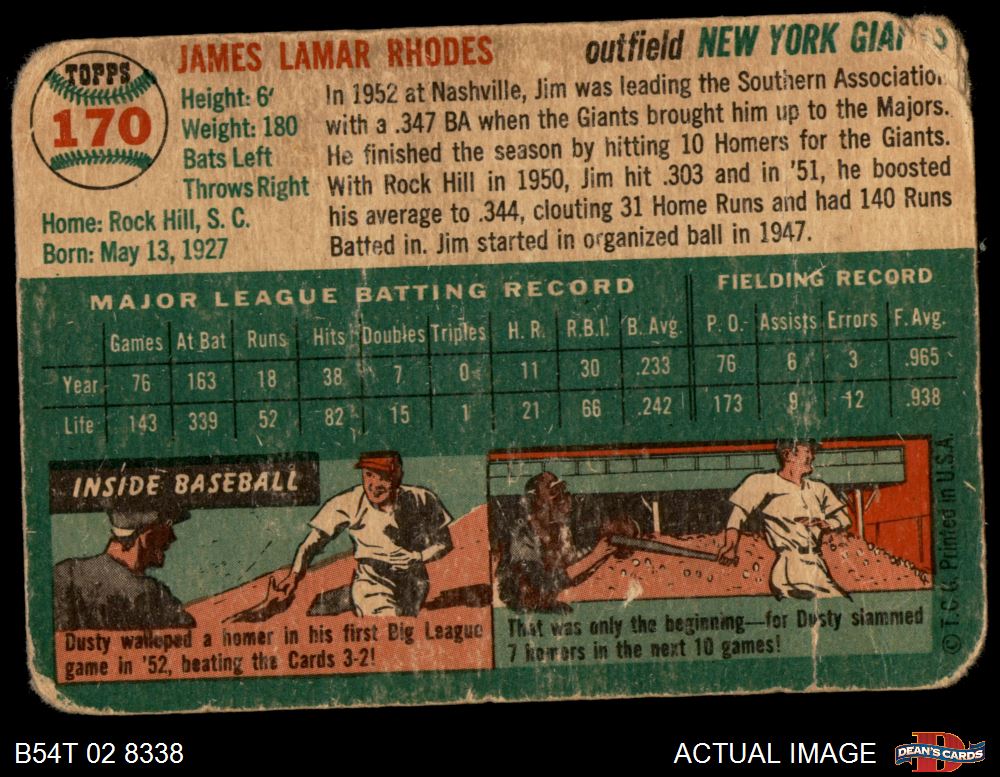 TOPPS
170
JAMES LAMAR RHODES
outfield NEW YORK GIANTS
Height: 6'
Weight: 180
Bats Left
Throws Right
Home: Rock Hill, S. C.
Born: May 13, 1927
In 1952 at Nashville, Jim was leading the Southern Association
with a .347 BA when the Giants brought him up to the Majors.
He finished the season by hitting 10 Homers for the Giants.
With Rock Hill in 1950, Jim hit .303 and in '51, he boosted
his average to .344, clouting 31 Home Runs and had 140 Runs
Batted in. Jim started in organized ball in 1947.
MAJOR LEAGUE BATTING RECORD FIELDING RECORD
Games At Bat Runs Hits Doubles Triples H. R. R.B.I. B. Avg. P. O. Assists Errors F. Avg.
Year 76 163 18 38 7 0 11 30 .233 76 6 3 .965
Life 143 339 52 82 15 1 21 66 .242 173 9 12 .938
INSIDE BASEBALL
Dusty walloped a homer in his first Big League
game in '52, beating the Cards 3-2!
That was only the beginning—for Dusty slammed
7 homers in the next 10 games!
© T.C.G. Printed in U.S.A.
B54T 02 8338
ACTUAL IMAGE
D
DEAN'S CARDS